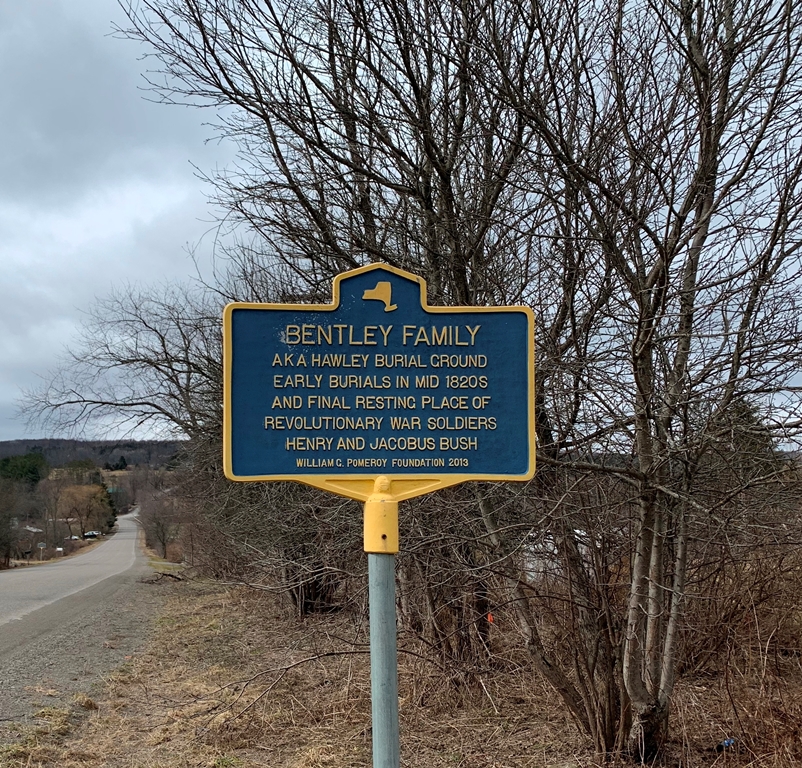 BENTLEY FAMILY
AKA HAWLEY BURIAL GROUND
EARLY BURIALS IN MID 1820S
AND FINAL RESTING PLACE OF
REVOLUTIONARY WAR SOLDIERS
HENRY AND JACOBUS BUSH
WILLIAM G. POMEROY FOUNDATION 2013